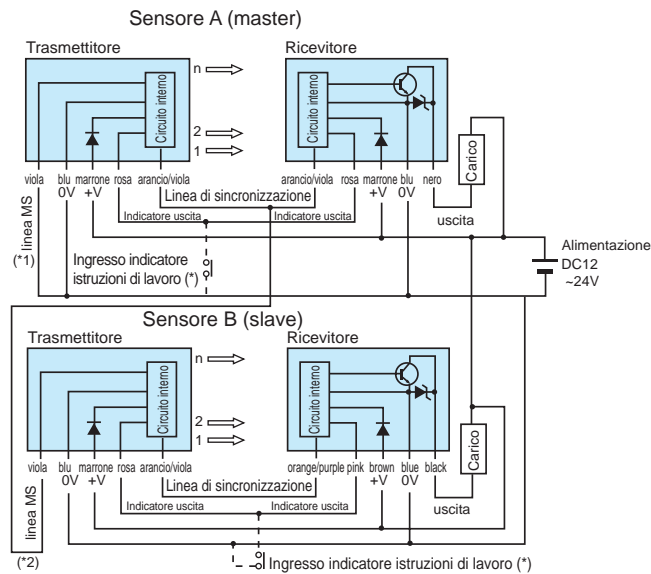 Sensore A (master)
Trasmettitore
Ricevitore
n
Circuito interno
2
1
Circuito interno
Carico
viola
blu
0V
marrone
+V
rosa
arancio/viola
arancio/viola
rosa
marrone
+V
blu
0V
nero
uscita
Linea di sincronizzazione
Indicatore uscita
Indicatore uscita
linea MS
(*1)
Ingresso indicatore
istruzioni di lavoro (*)
Alimentazione
DC12
~24V
Sensore B (slave)
Trasmettitore
Ricevitore
n
Circuito interno
2
1
Circuito interno
Carico
viola
blu
0V
marrone
+V
rosa
arancio/viola
orange/purple
pink
brown
+V
blue
0V
black
uscita
Linea di sincronizzazione
Indicatore uscita
Indicatore uscita
linea MS
(*2)
Ingresso indicatore istruzioni di lavoro (*)